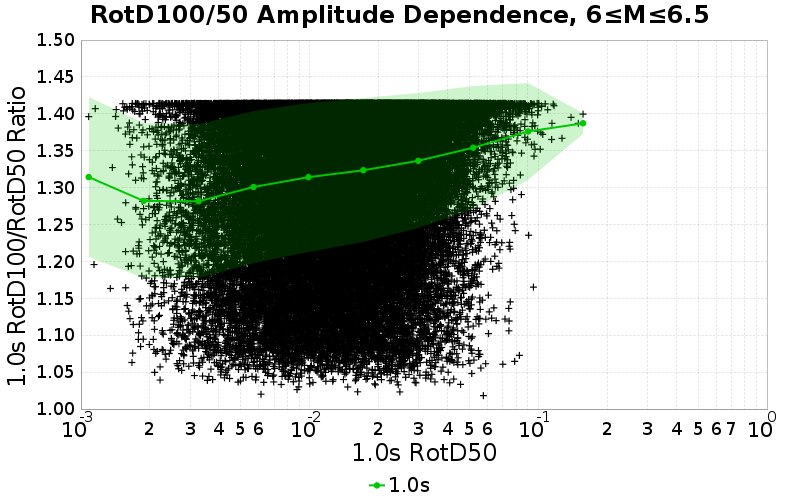 RotD100/50 Amplitude Dependence, 6≤M≤6.5
1.0s RotD100/RotD50 Ratio
1.50
1.45
1.40
1.35
1.30
1.25
1.20
1.15
1.10
1.05
1.00
10^-3 2 3 4 5 6 10^-2 2 3 4 5 6 10^-1 2 3 4 5 6 7 10^0
1.0s RotD50
1.0s